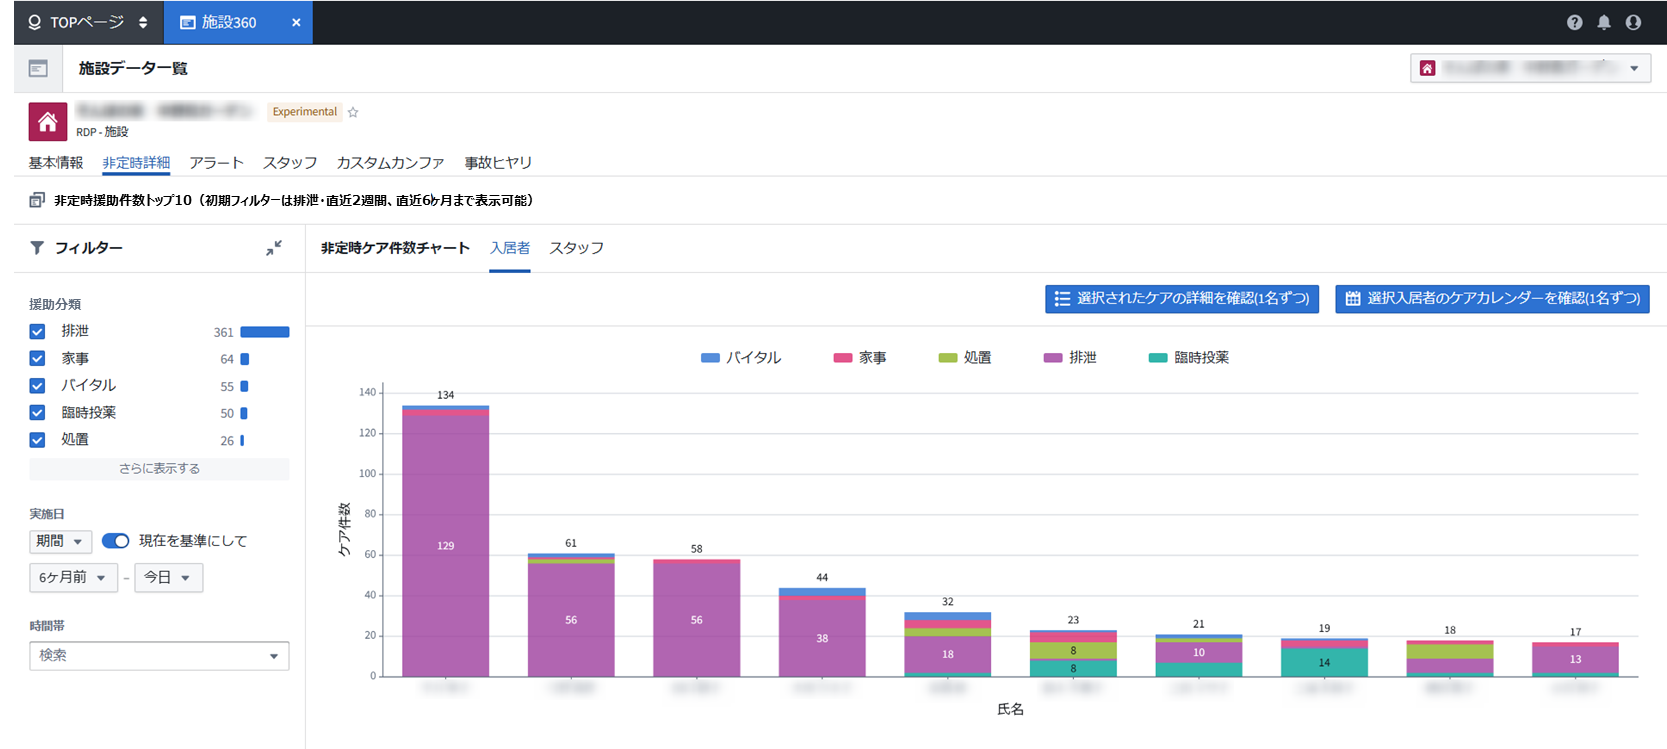 TOPページ
施設360
施設データ一覧
Experimental
RDP - 施設
基本情報 非定時詳細 アラート スタッフ カスタムカンファ 事故ヒヤリ
非定時援助件数トップ10（初期フィルターは排泄・直近2週間、直近6ケ月まで表示可能）
フィルター
援助分類
排泄 361
家事 64
バイタル 55
臨時投薬 50
処置 26
さらに表示する
実施日
期間 現在を基準にして
6ケ月前 - 今日
時間帯
検索
非定時ケア件数チャート 入居者 スタッフ
選択されたケアの詳細を確認(1名ずつ) 選択入居者のケアカレンダーを確認(1名ずつ)
バイタル 家事 処置 排泄 臨時投薬
ケア件数
140
120
100
80
60
40
20
0
134
129
61
56
58
56
44
38
32
18
23
8
8
21
10
19
14
18
17
13
氏名